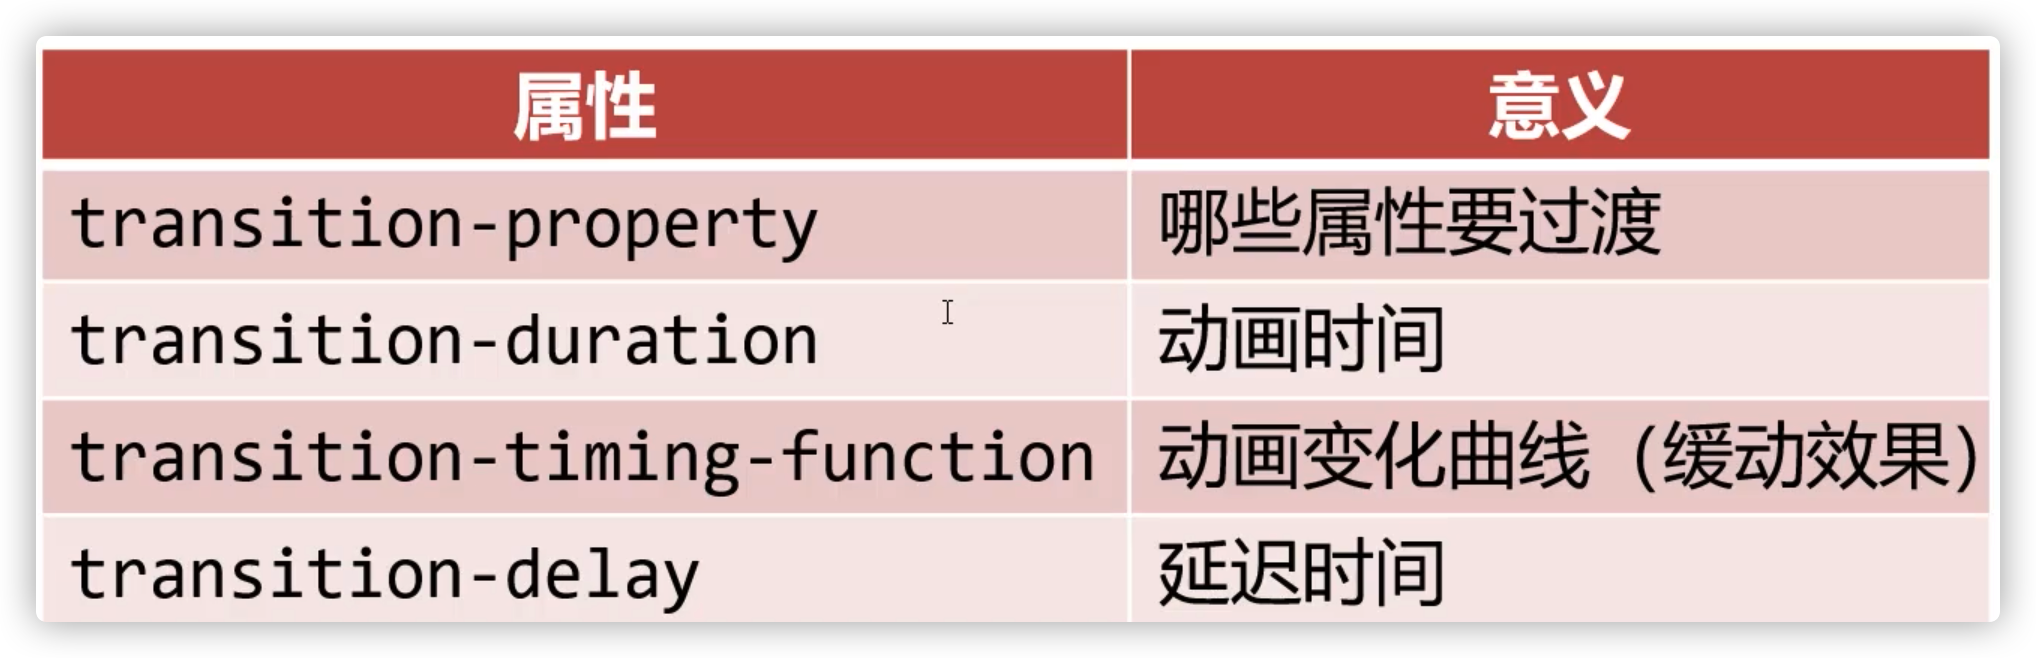 属性 意义
transition-property 哪些属性要过渡
transition-duration 动画时间
transition-timing-function 动画变化曲线（缓动效果）
transition-delay 延迟时间